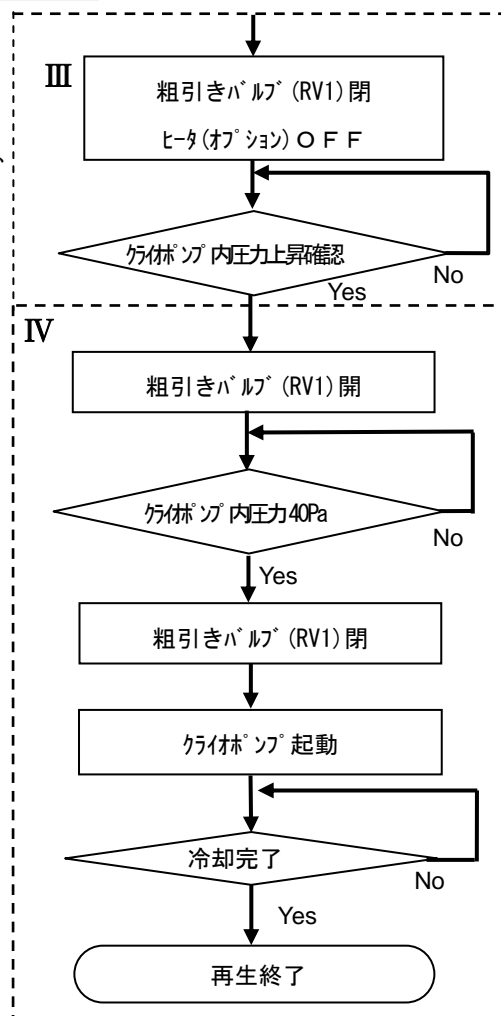 Ⅲ
粗引きﾊﾞﾙﾌﾞ(RV1)閉
ﾋｰﾀ(ｵﾌﾟｼｮﾝ)ＯＦＦ
ｸﾗｲｵﾎﾟﾝﾌﾟ内圧力上昇確認
No
Yes
Ⅳ
粗引きﾊﾞﾙﾌﾞ(RV1)開
ｸﾗｲｵﾎﾟﾝﾌﾟ内圧力40Pa
No
Yes
粗引きﾊﾞﾙﾌﾞ(RV1)閉
ｸﾗｲｵﾎﾟﾝﾌﾟ起動
冷却完了
No
Yes
再生終了